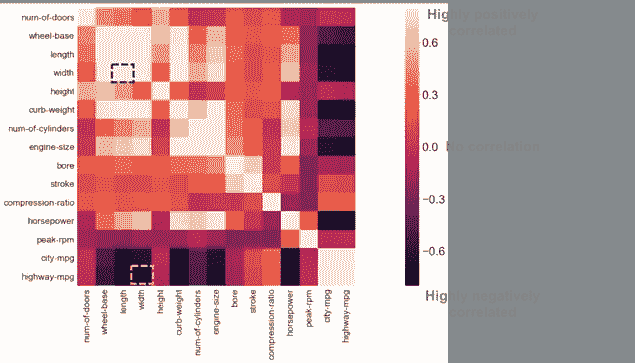 num-of-doors
wheel-base
length
width
height
curb-weight
num-of-cylinders
engine-size
bore
stroke
compression-ratio
horsepower
peak-rpm
city-mpg
highway-mpg
num-of-doors
wheel-base
length
width
height
curb-weight
num-of-cylinders
engine-size
bore
stroke
compression-ratio
horsepower
peak-rpm
city-mpg
highway-mpg
0.6
0.3
0.0
−0.3
−0.6
Highly positively
correlated
No correlation
Highly negatively
correlated